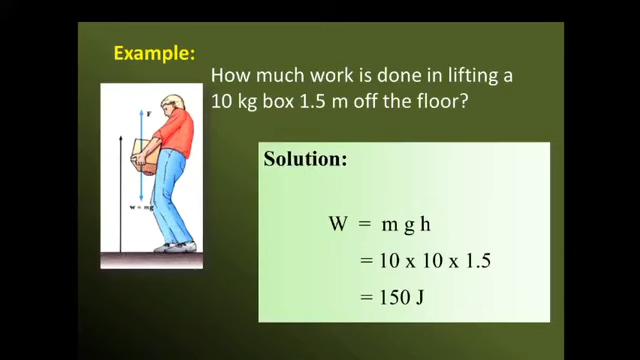 Example:
How much work is done in lifting a
10 kg box 1.5 m off the floor?
F
w = mg
Solution:
W = m g h
= 10 x 10 x 1.5
= 150 J